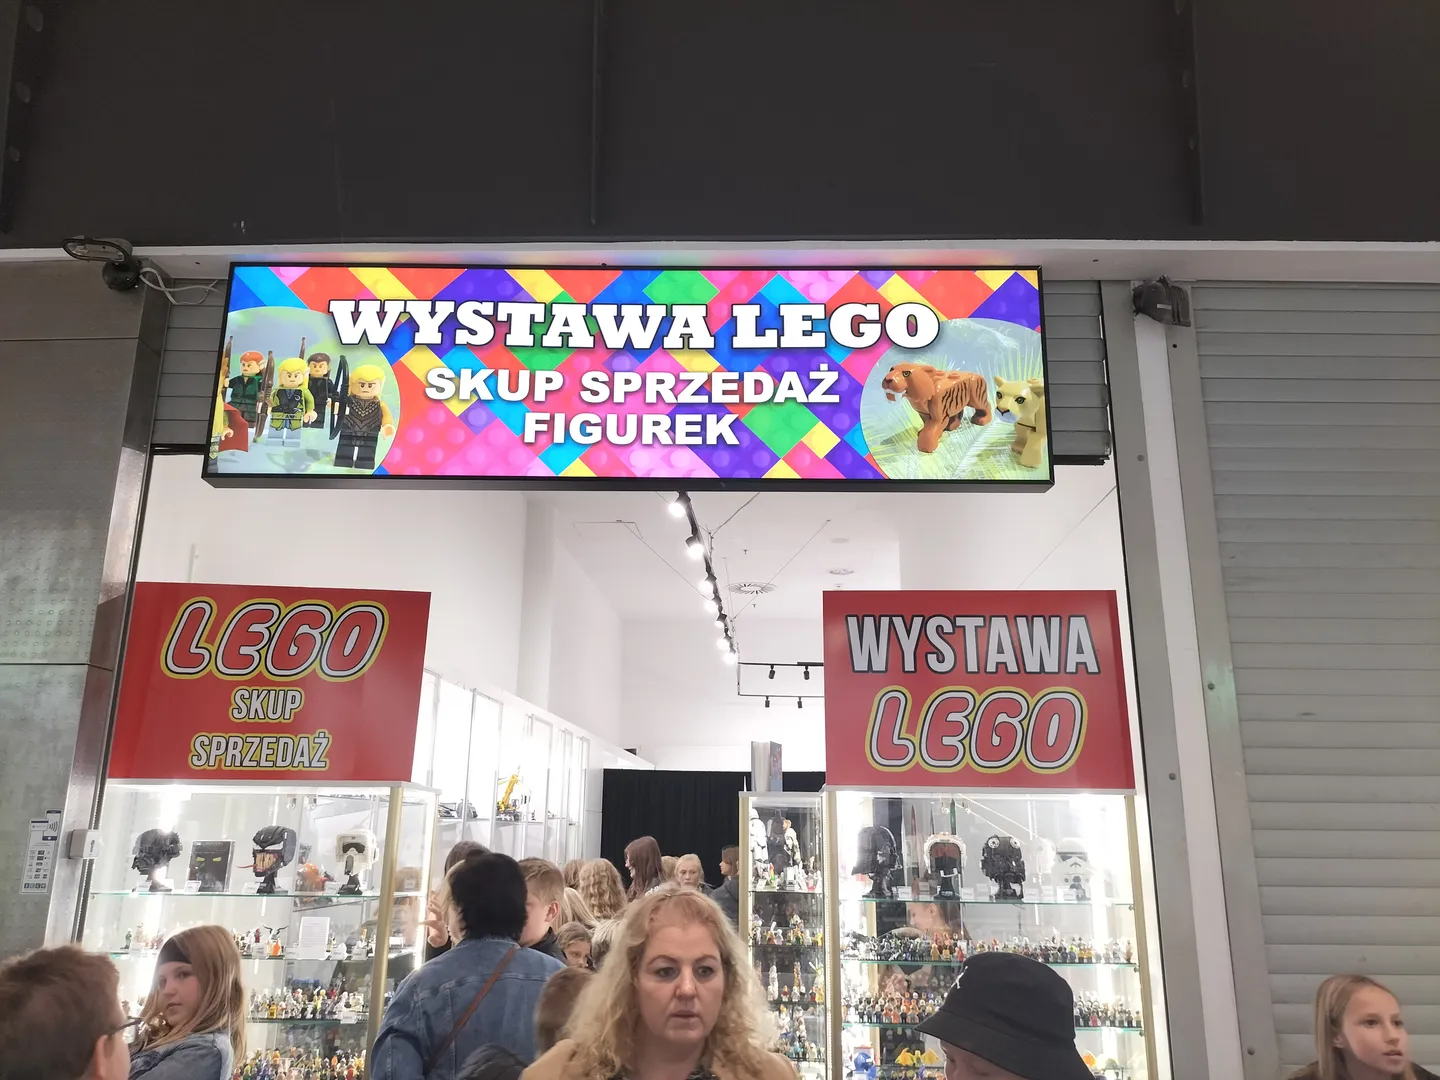 WYSTAWA LEGO
SKUP SPRZEDAŻ
FIGUREK
LEGO
SKUP
SPRZEDAŻ
WYSTAWA
LEGO